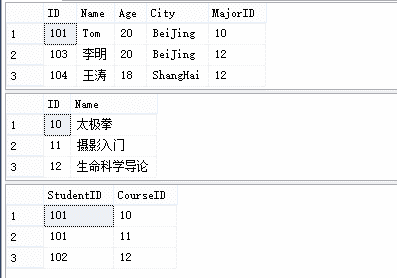 ID Name Age City MajorID
1 101 Tom 20 BeiJing 10
2 103 李明 20 BeiJing 12
3 104 王涛 18 ShangHai 12
ID Name
1 10 太极拳
2 11 摄影入门
3 12 生命科学导论
StudentID CourseID
1 101 10
2 101 11
3 102 12